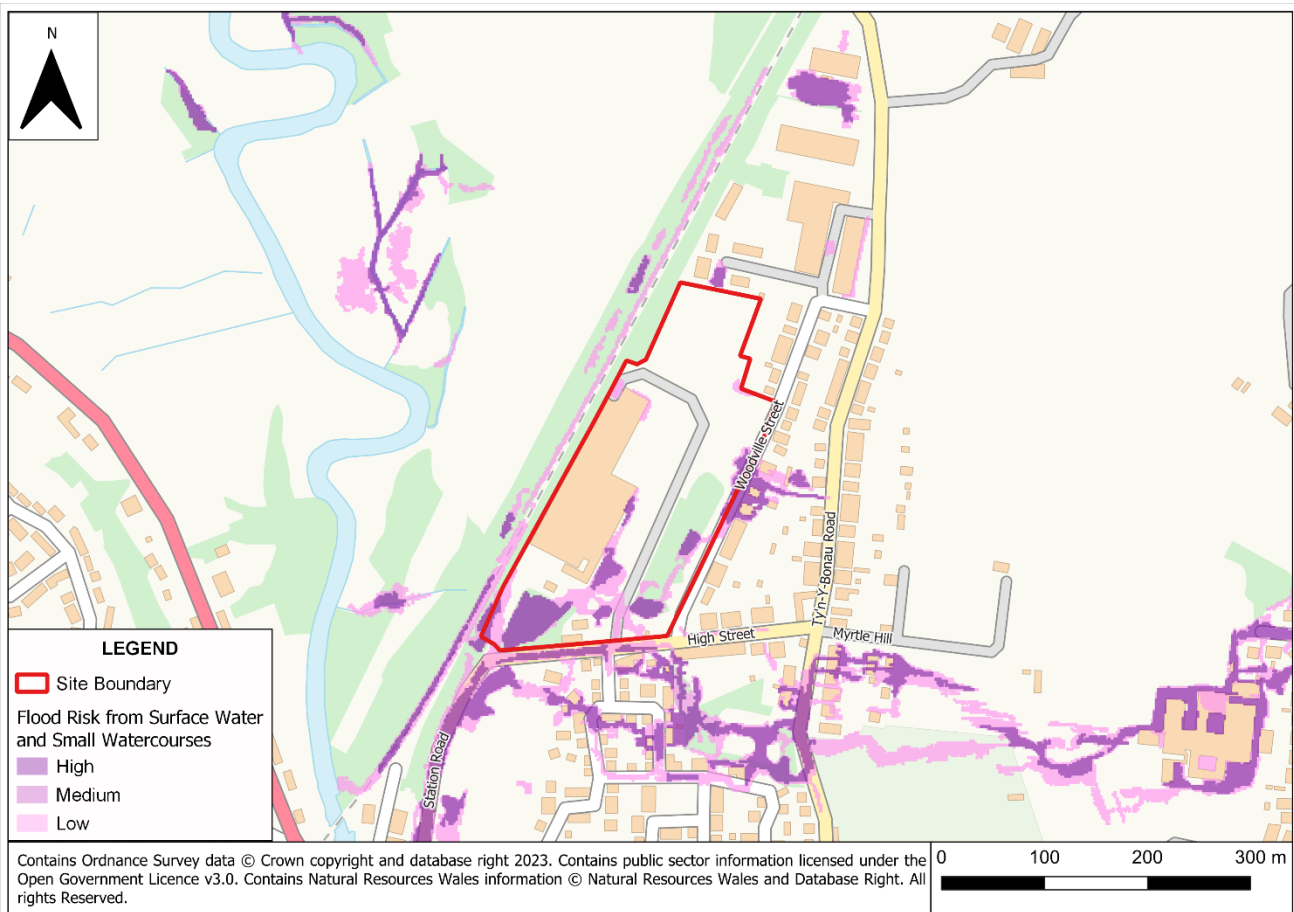 N
Woodville Street
Ty'n-Y-Bonau Road
High Street
Myrtle Hill
Station Road
LEGEND
Site Boundary
Flood Risk from Surface Water
and Small Watercourses
High
Medium
Low
Contains Ordnance Survey data © Crown copyright and database right 2023. Contains public sector information licensed under the
Open Government Licence v3.0. Contains Natural Resources Wales information © Natural Resources Wales and Database Right. All
rights Reserved.
0 100 200 300 m